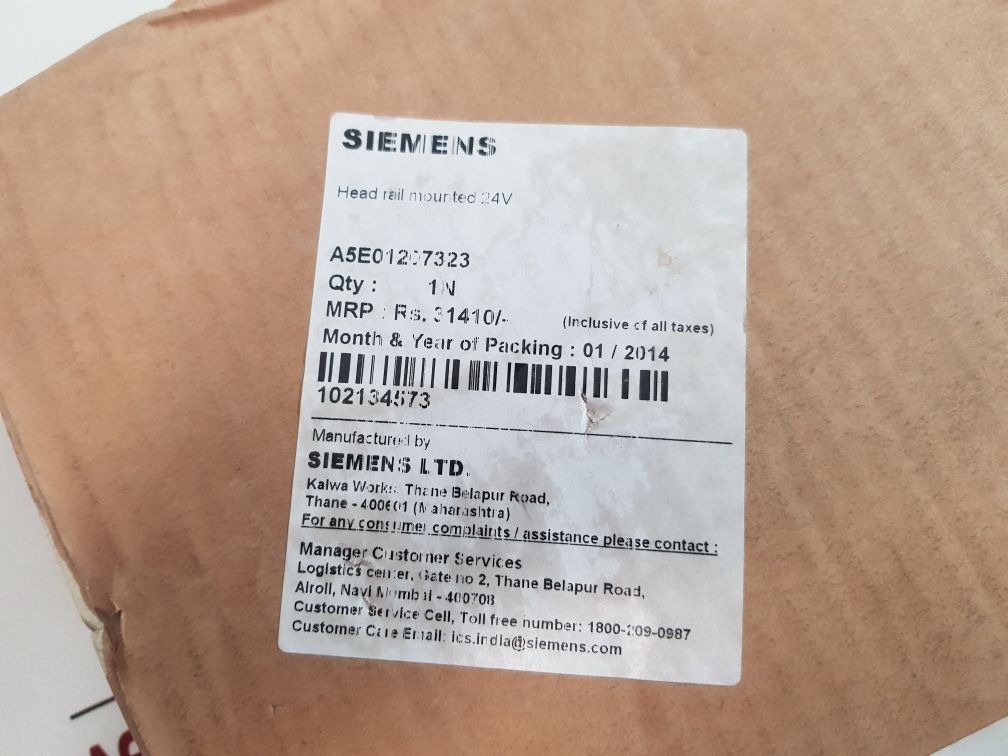 SIEMENS
Head rail mounted 24V
Qty : 1 N
MRP : Rs. 31410/- (Inclusive of all taxes)
Month & Year of Packing : 01 / 2014
102134573
Manufactured by
SIEMENS LTD.
Kalwa Works, Thane Belapur Road,
Thane - 400601 (Maharashtra)
For any consumer complaints / assistance please contact :
Manager Customer Services
Logistics center, Gate no 2, Thane Belapur Road,
Airoli, Navi Mumbai - 400708
Customer Service Cell, Toll free number: 1800-209-0987
Customer Care Email: ics.india@siemens.com